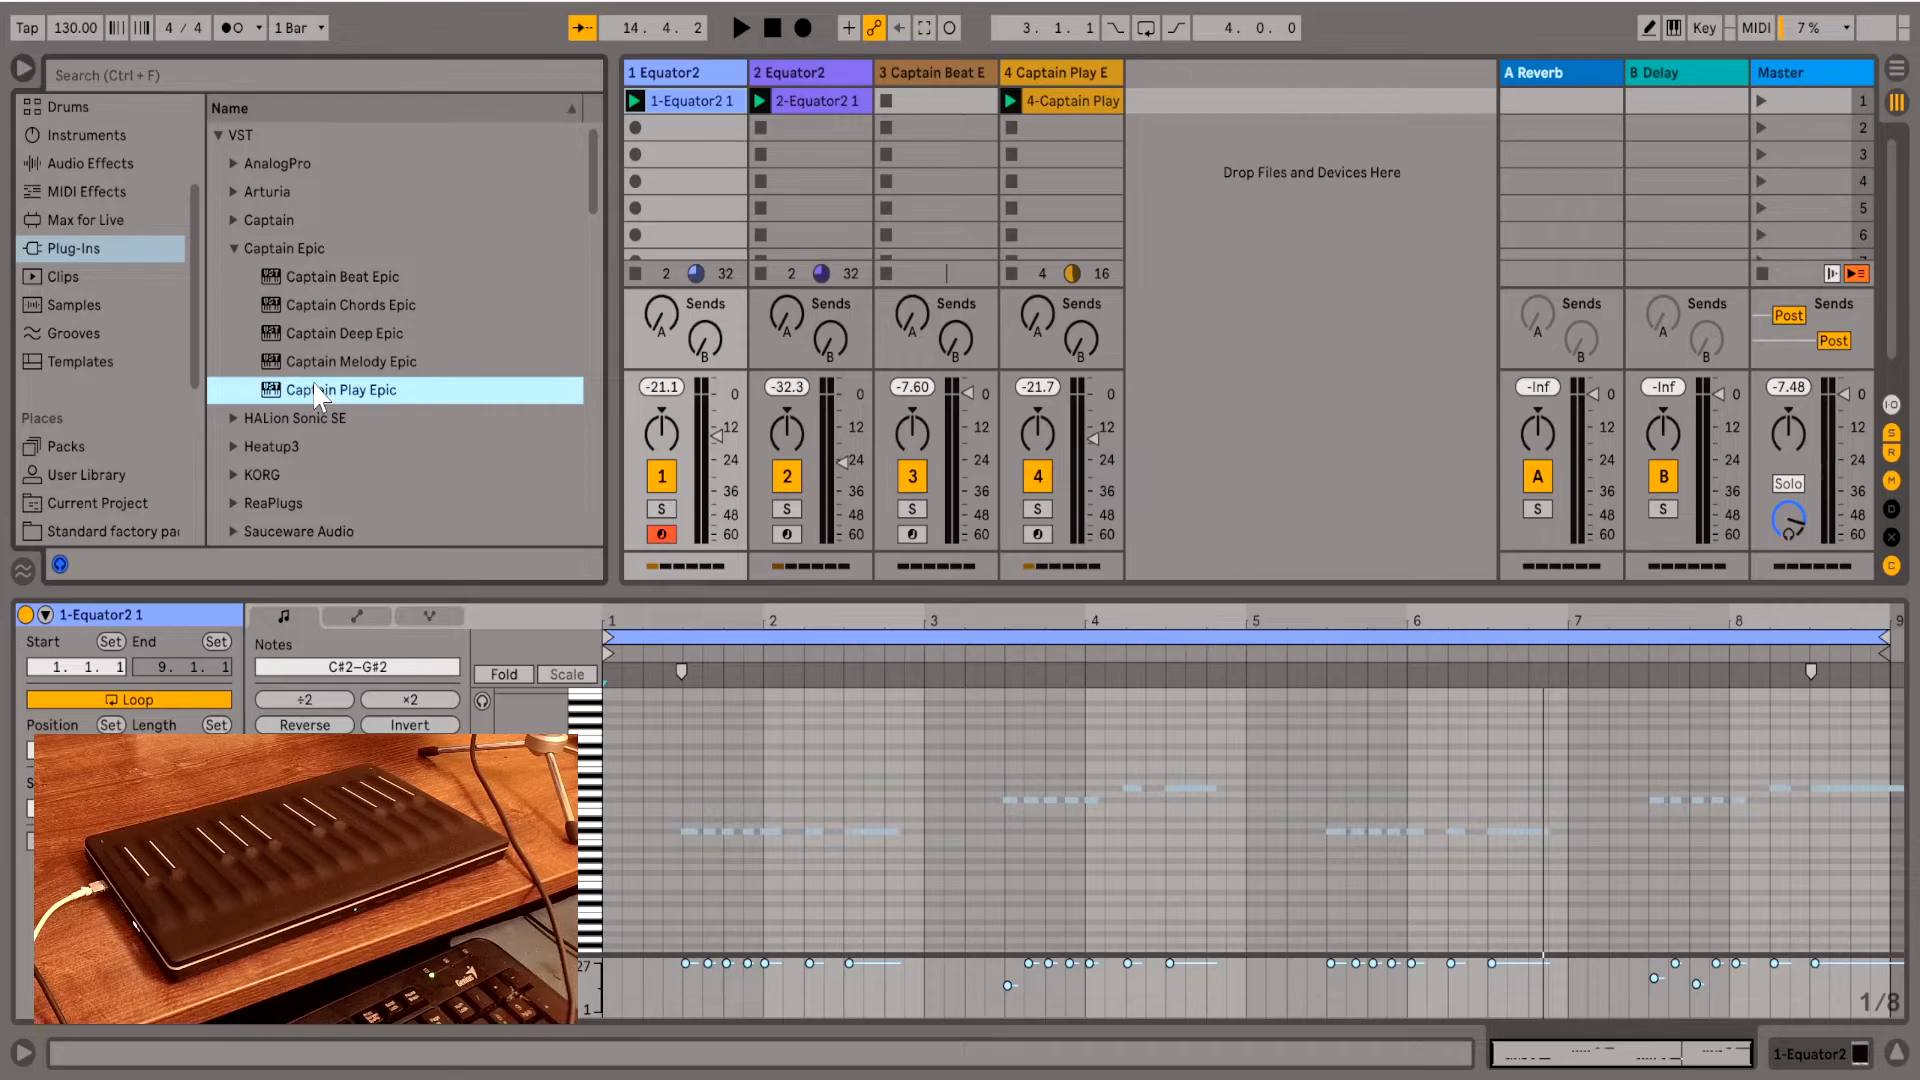 Tap 130.00 4 / 4 1 Bar 14. 4. 2 3. 1. 1 4. 0. 0 Key MIDI 7 %
Search (Ctrl + F)
Drums
Instruments
Audio Effects
MIDI Effects
Max for Live
Plug-Ins
Clips
Samples
Grooves
Templates
Places
Packs
User Library
Current Project
Standard factory pac
Name
VST
AnalogPro
Arturia
Captain
Captain Epic
Captain Beat Epic
Captain Chords Epic
Captain Deep Epic
Captain Melody Epic
Captain Play Epic
HALion Sonic SE
Heatup3
KORG
ReaPlugs
Sauceware Audio
1 Equator2 2 Equator2 3 Captain Beat E 4 Captain Play E A Reverb B Delay Master
1-Equator2 1 2-Equator2 1 4-Captain Play 1
2
Drop Files and Devices Here
3
4
5
6
2 32 2 32 4 16
Sends Sends Sends Sends Sends Sends Sends
A A A A A A Post
B B B B B B Post
-21.1 -32.3 -7.60 -21.7 -Inf -Inf -7.48
0 0 0 0 0 0 0
12 12 12 12 12 12 12
24 24 24 24 24 24 24
1 2 3 4 A B Solo
36 36 36 36 36 36 36
S S S S S S
48 48 48 48 48 48 48
60 60 60 60 60 60 60
I-O
S
R
M
D
X
C
1-Equator2 1
Start Set End Set
1. 1. 1 9. 1. 1
Loop
Position Set Length Set
Notes
C#2–G#2
÷2 ×2
Reverse Invert
Fold Scale
1 2 3 4 5 6 7 8 9
27
1
1/8
Genius
1-Equator2